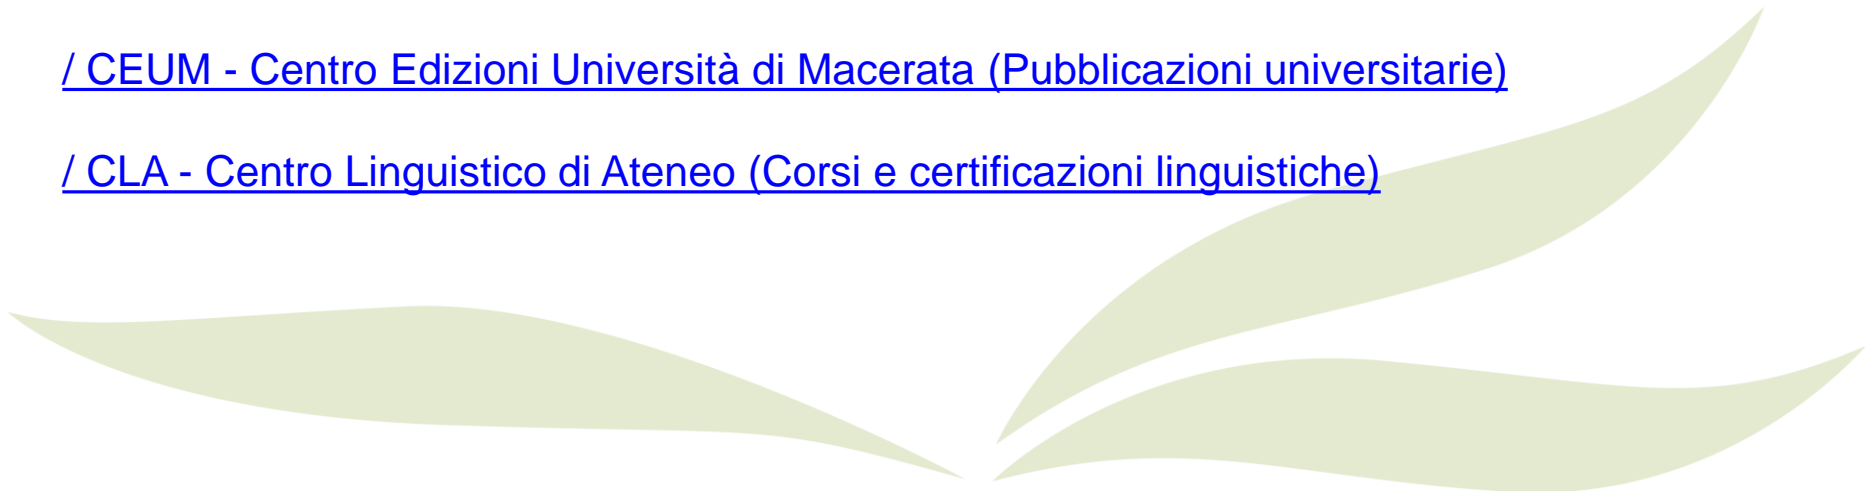 / CEUM - Centro Edizioni Università di Macerata (Pubblicazioni universitarie)
/ CLA - Centro Linguistico di Ateneo (Corsi e certificazioni linguistiche)